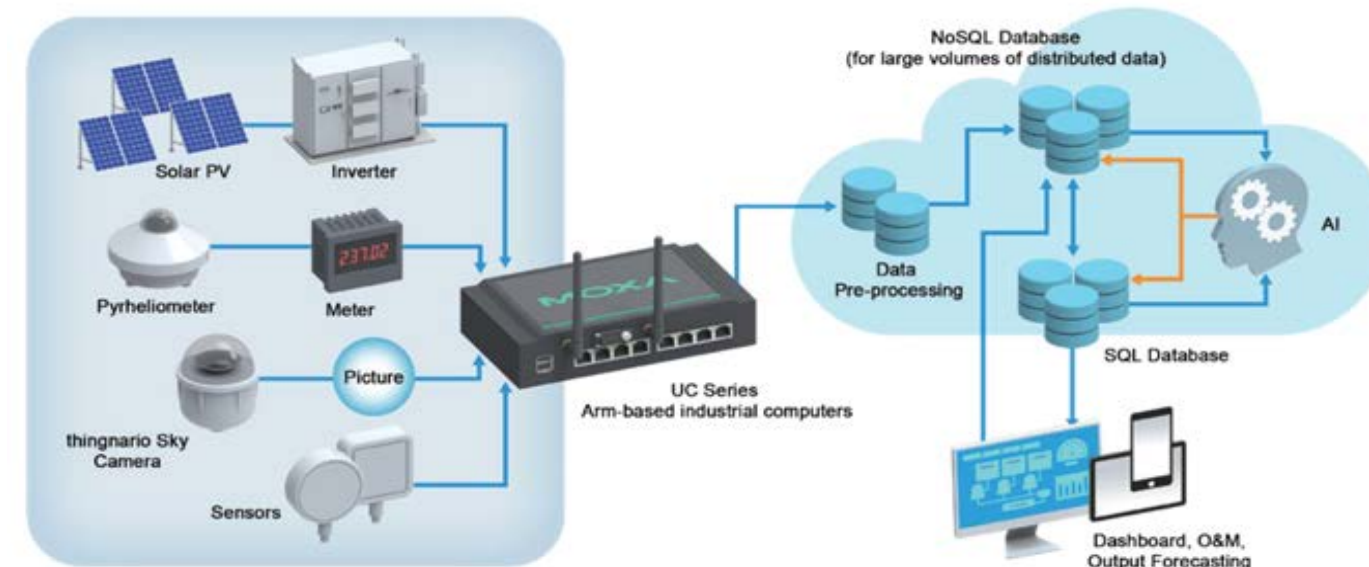 NoSQL Database
(for large volumes of distributed data)
Solar PV
Inverter
237.02
Pyrheliometer
Meter
MOXA
Data
Pre-processing
AI
SQL Database
Picture
UC Series
Arm-based industrial computers
thingnario Sky
Camera
Sensors
Dashboard, O&M,
Output Forecasting